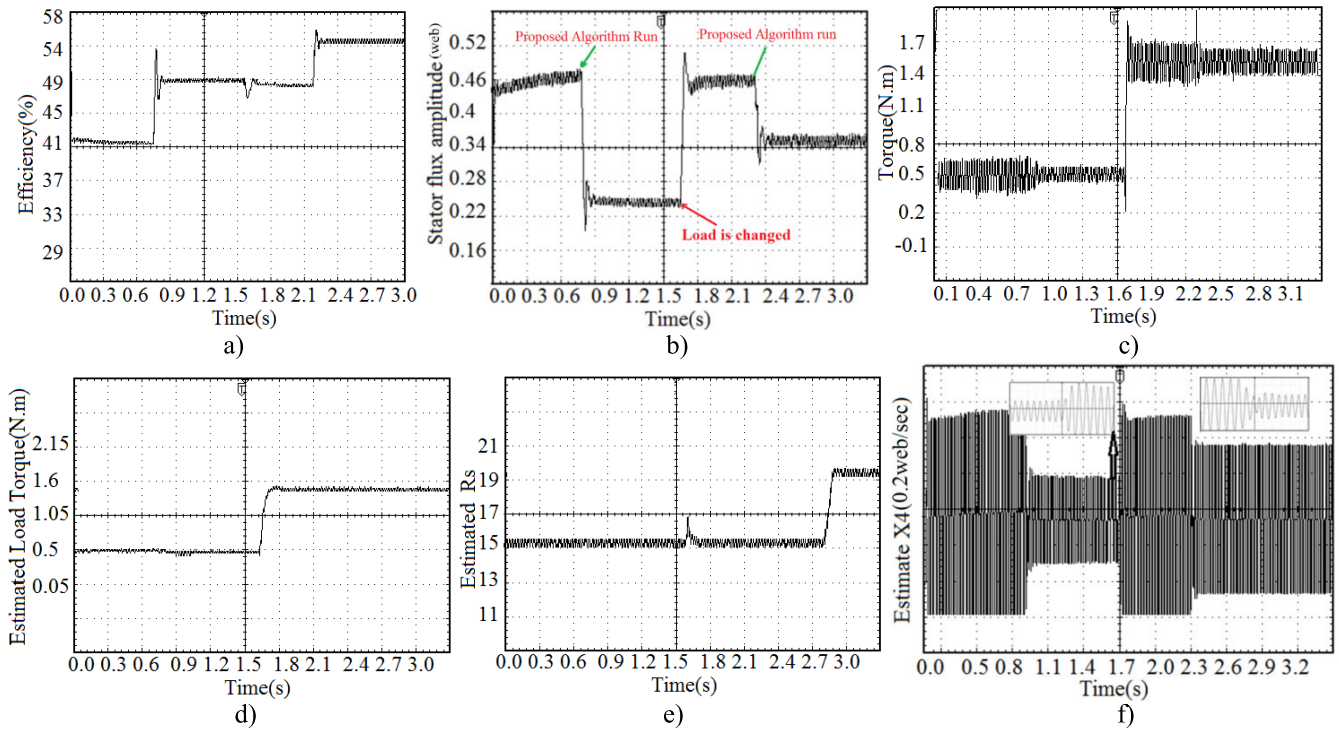 58
54
49
45
41
37
33
29
Efficiency(%)
0.0 0.3 0.6 0.9 1.2 1.5 1.8 2.1 2.4 2.7 3.0
Time(s)
a)
Proposed Algorithm Run
Proposed Algorithm run
0.52
0.46
0.40
0.34
0.28
0.22
0.16
Stator flux amplitude(web)
Load is changed
0.0 0.3 0.6 0.9 1.2 1.5 1.8 2.1 2.4 2.7 3.0
Time(s)
b)
1.7
1.4
1.1
0.8
0.5
0.2
-0.1
Torque(N.m)
0.1 0.4 0.7 1.0 1.3 1.6 1.9 2.2 2.5 2.8 3.1
Time(s)
c)
2.15
1.6
1.05
0.5
0.05
Estimated Load Torque(N.m)
0.0 0.3 0.6 0.9 1.2 1.5 1.8 2.1 2.4 2.7 3.0
Time(s)
d)
21
19
17
15
13
11
Estimated Rs
0.0 0.3 0.6 0.9 1.2 1.5 1.8 2.1 2.4 2.7 3.0
Time(s)
e)
Estimate X4(0.2web/sec)
0.0 0.5 0.8 1.1 1.4 1.7 2.0 2.3 2.6 2.9 3.2
Time(s)
f)